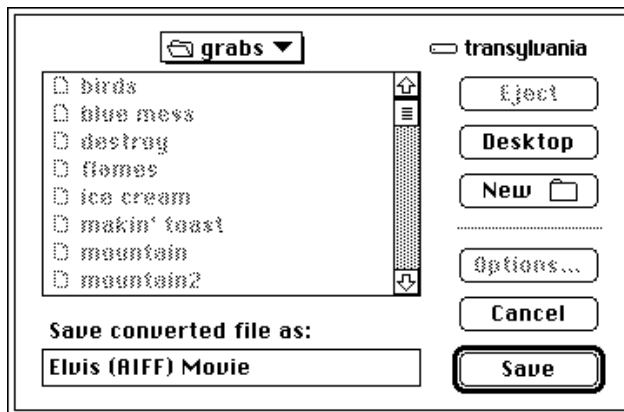 grabs
transylvania
birds
blue mess
destroy
flames
ice cream
makin' toast
mountain
mountain2
Eject
Desktop
New
Options...
Cancel
Save
Save converted file as:
Elvis (AIFF) Movie